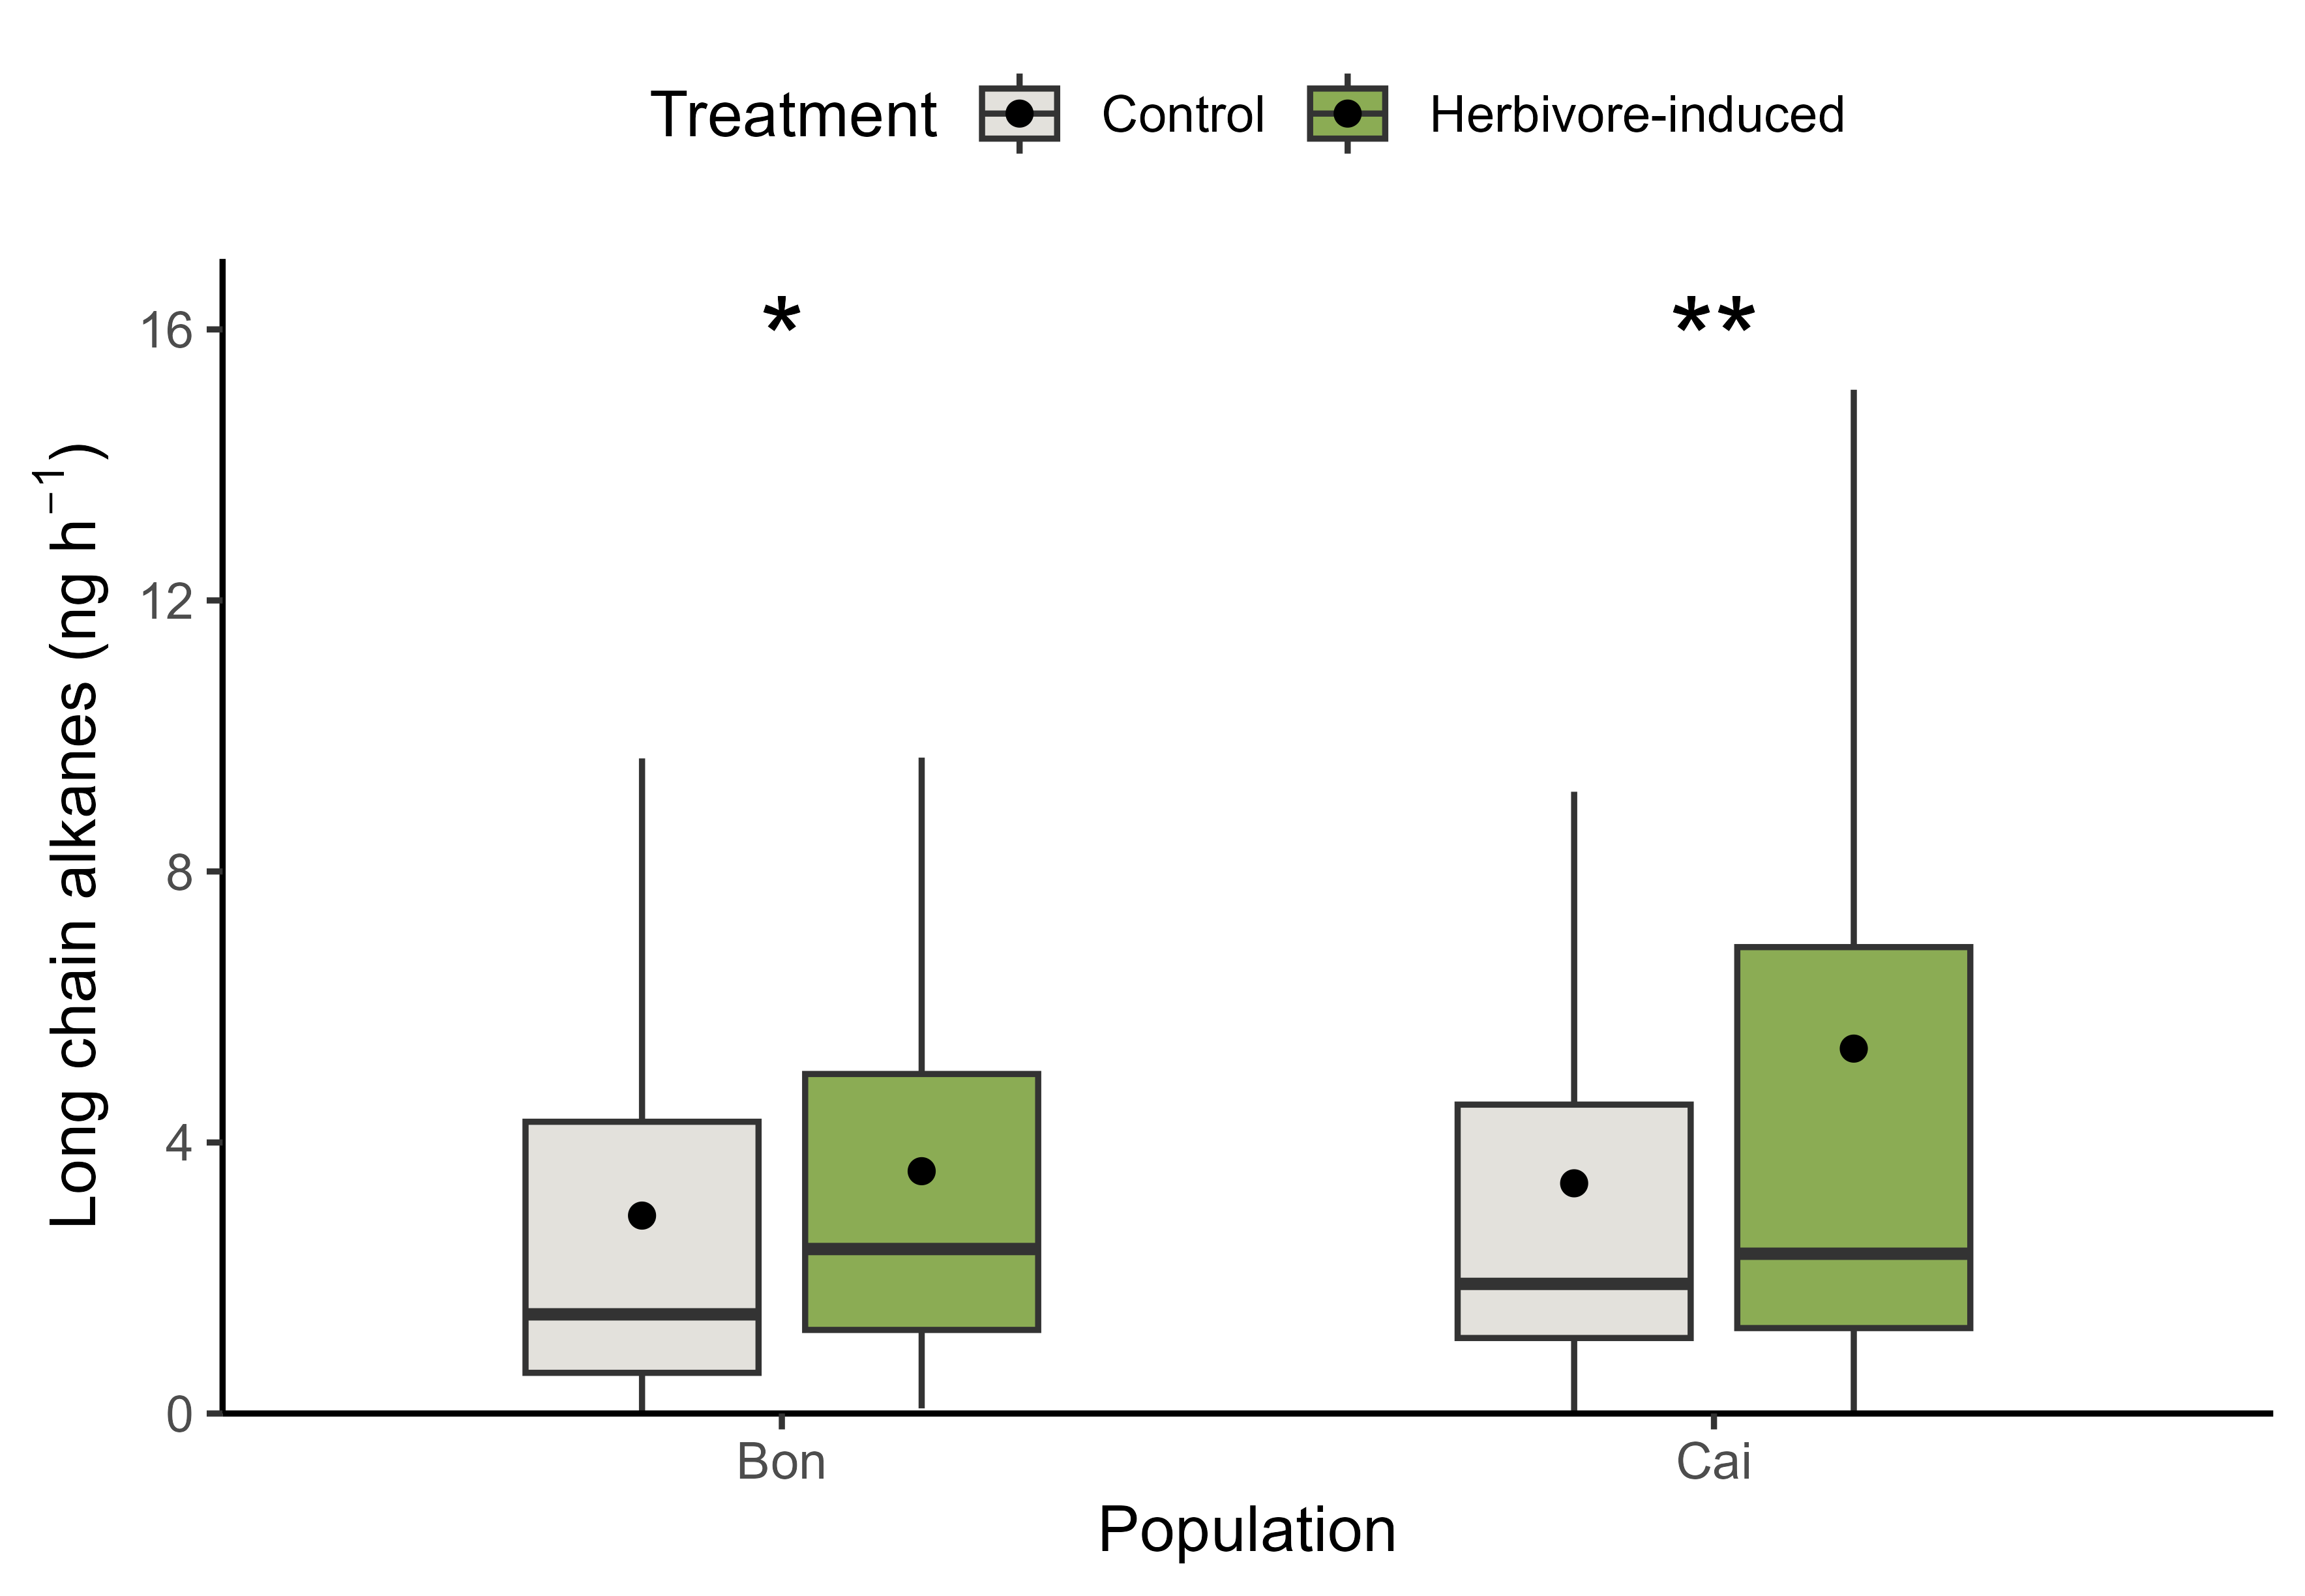 Treatment Control Herbivore-induced
* **
16
12
8
4
0
Long chain alkanes (ng h⁻¹)
Bon Cai
Population